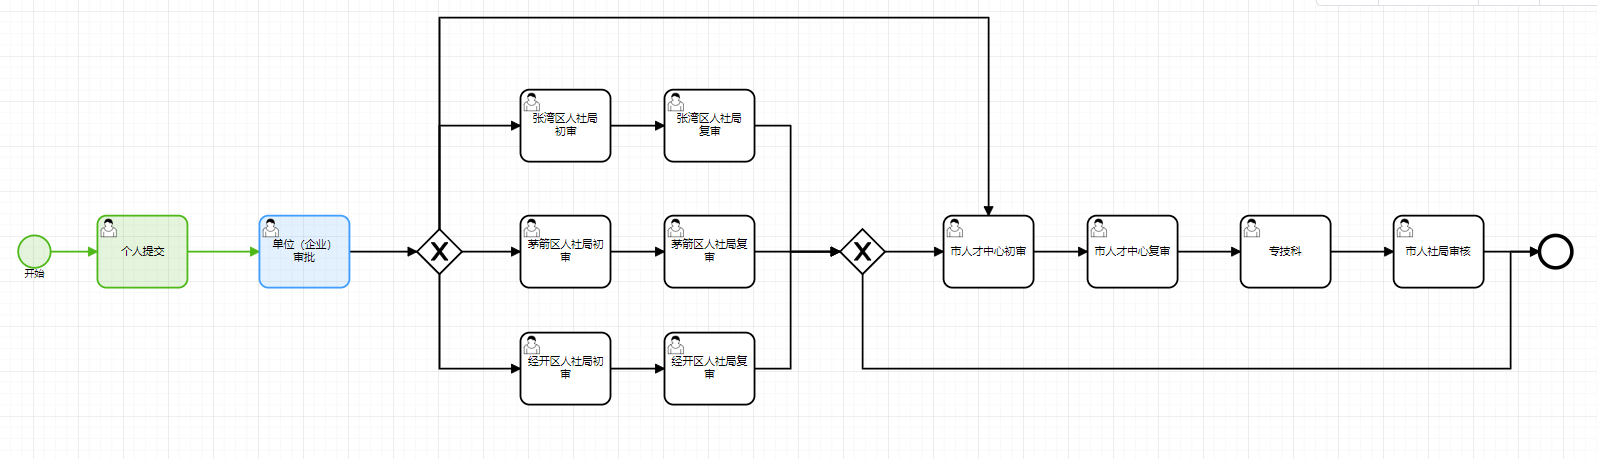 张湾区人社局
初审
张湾区人社局
复审
开始
个人提交
单位（企业）
审批
X
茅箭区人社局初
审
茅箭区人社局复
审
X
市人才中心初审
市人才中心复审
专技科
市人社局审核
经开区人社局初
审
经开区人社局复
审